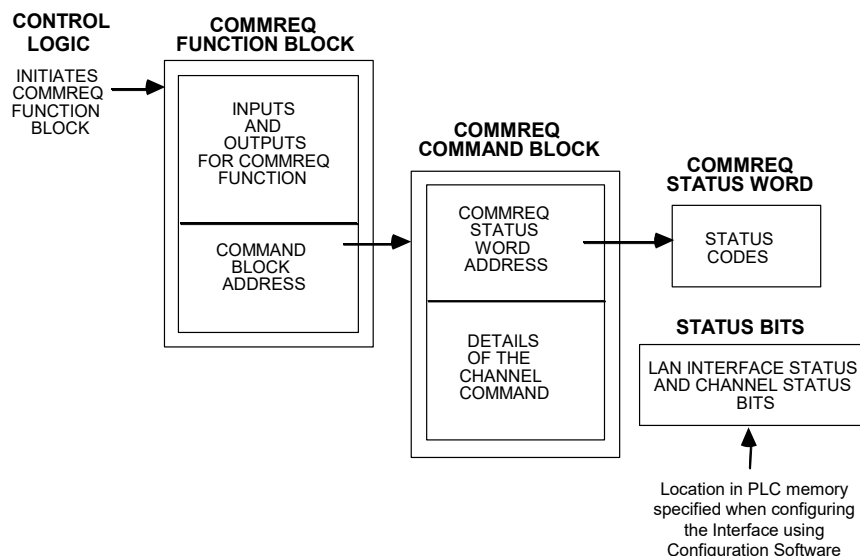 CONTROL
LOGIC
INITIATES
COMMREQ
FUNCTION
BLOCK
COMMREQ
FUNCTION BLOCK
INPUTS
AND
OUTPUTS
FOR COMMREQ
FUNCTION
COMMAND
BLOCK
ADDRESS
COMMREQ
COMMAND BLOCK
COMMREQ
STATUS
WORD
ADDRESS
DETAILS
OF THE
CHANNEL
COMMAND
COMMREQ
STATUS WORD
STATUS
CODES
STATUS BITS
LAN INTERFACE STATUS
AND CHANNEL STATUS
BITS
Location in PLC memory
specified when configuring
the Interface using
Configuration Software